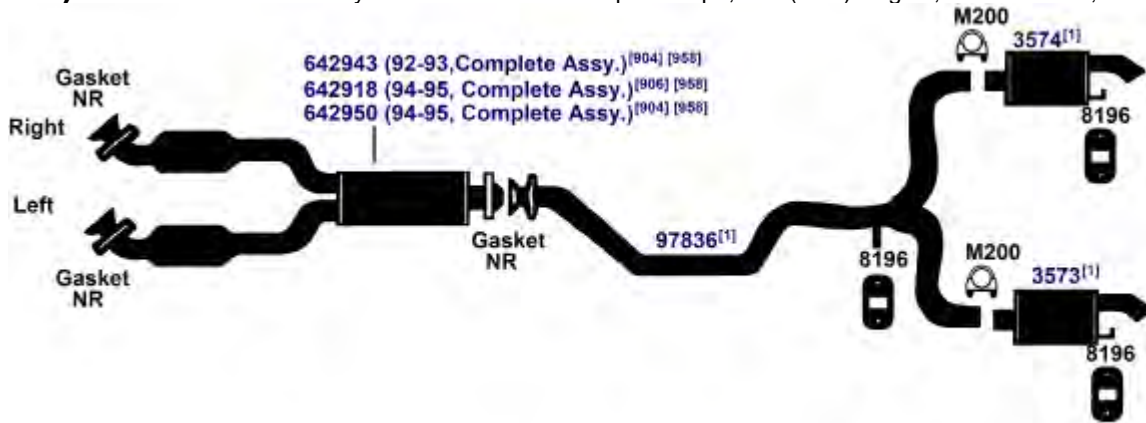 M200
3574[1]
642943 (92-93,Complete Assy.)[904] [958]
642918 (94-95, Complete Assy.)[906] [958]
642950 (94-95, Complete Assy.)[904] [958]
Gasket
NR
Right
8196
Left
Gasket
NR
97836[1]
8196
M200
3573[1]
Gasket
NR
8196